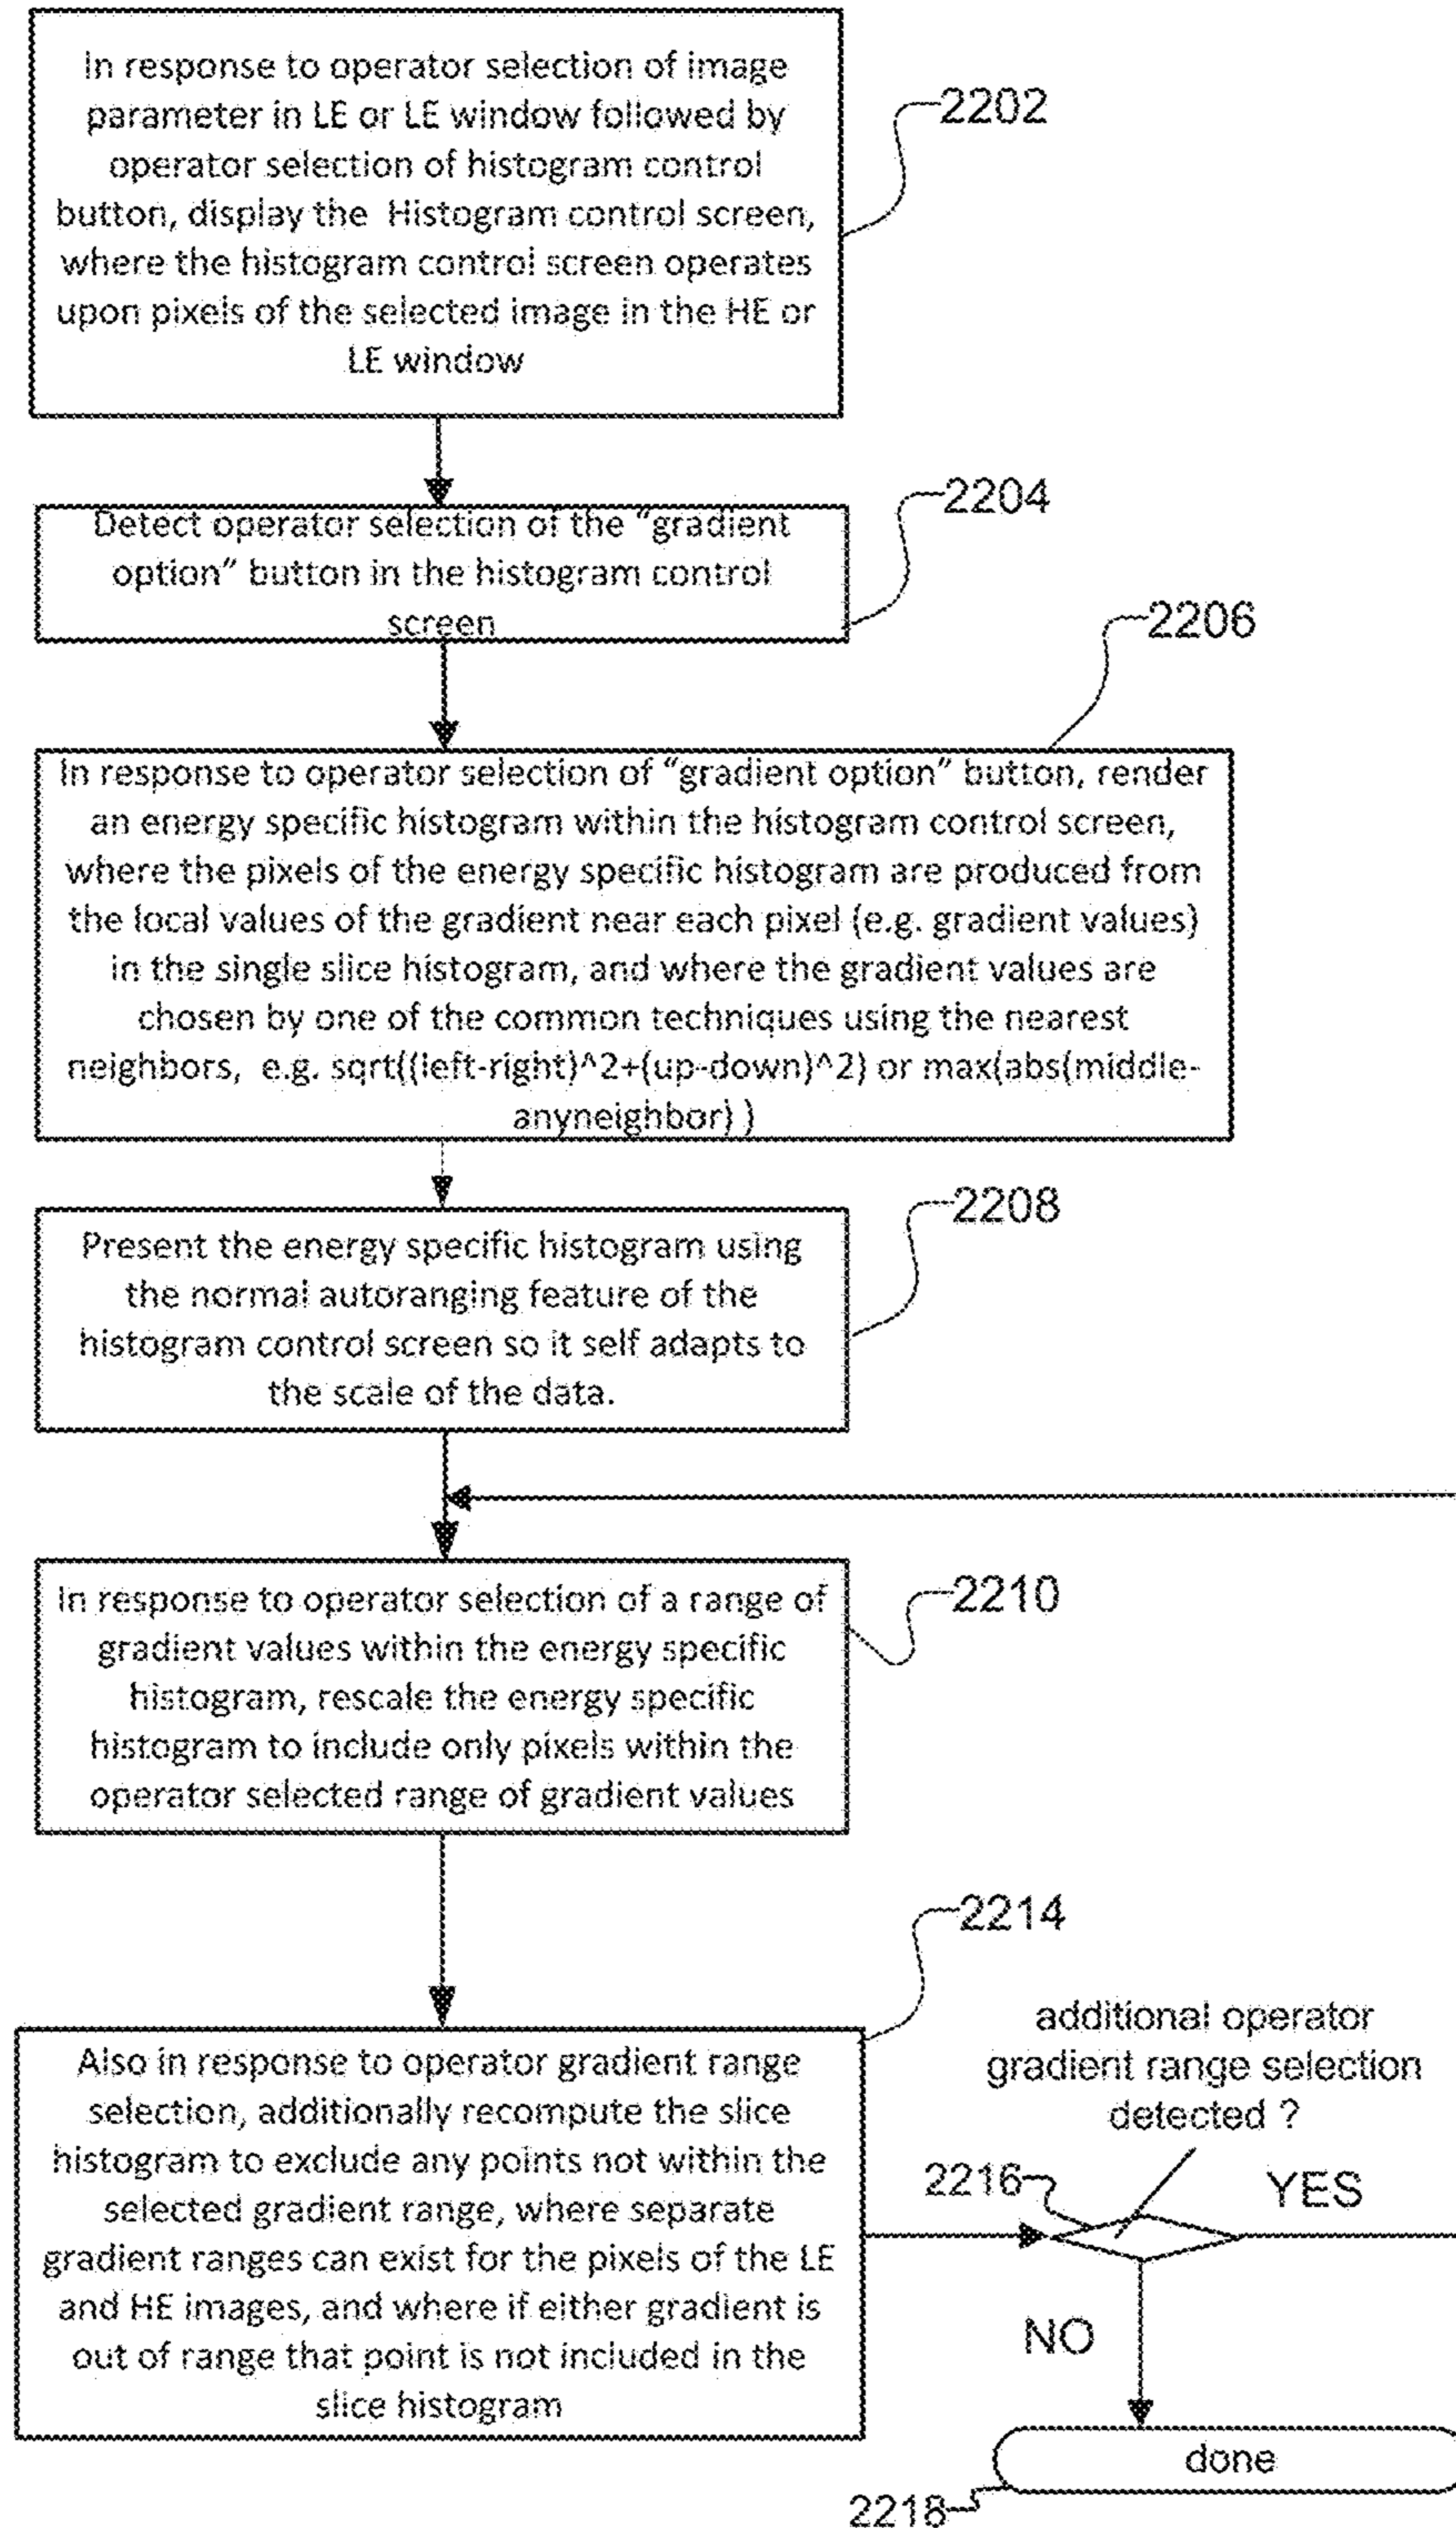 In response to operator selection of image
parameter in LE or LE window followed by
operator selection of histogram control
button, display the Histogram control screen,
where the histogram control screen operates
upon pixels of the selected image in the HE or
LE window
2202
Detect operator selection of the "gradient
option" button in the histogram control
screen
2204
2206
In response to operator selection of "gradient option" button, render
an energy specific histogram within the histogram control screen,
where the pixels of the energy specific histogram are produced from
the local values of the gradient near each pixel (e.g. gradient values)
in the single slice histogram, and where the gradient values are
chosen by one of the common techniques using the nearest
neighbors, e.g. sqrt((left-right)^2+(up-down)^2) or max(abs(middle-
anyneighbor) )
2208
Present the energy specific histogram using
the normal autoranging feature of the
histogram control screen so it self adapts to
the scale of the data.
2210
In response to operator selection of a range of
gradient values within the energy specific
histogram, rescale the energy specific
histogram to include only pixels within the
operator selected range of gradient values
2214
Also in response to operator gradient range
selection, additionally recompute the slice
histogram to exclude any points not within the
selected gradient range, where separate
gradient ranges can exist for the pixels of the LE
and HE images, and where if either gradient is
out of range that point is not included in the
slice histogram
additional operator
gradient range selection
detected ?
2216
YES
NO
done
2218